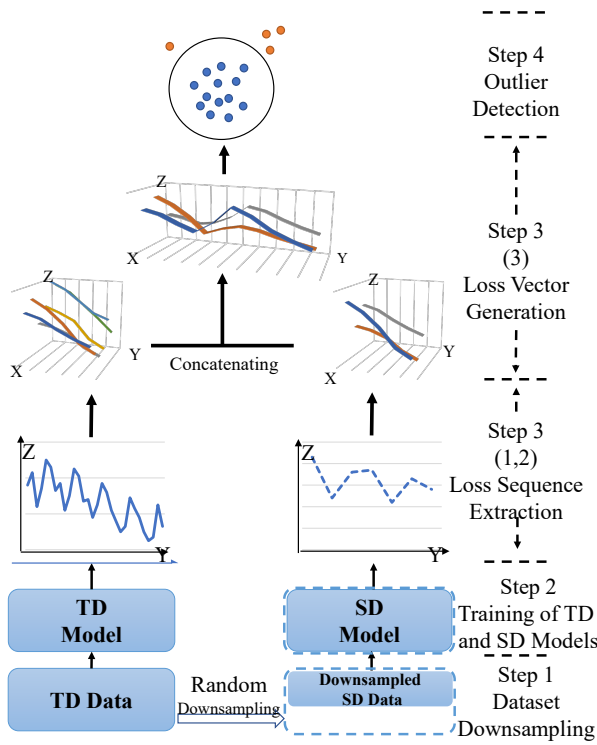 Step 4
Outlier
Detection
Z
X
Y
Step 3
(3)
Loss Vector
Generation
Z
X
Y
Concatenating
Z
X
Y
Step 3
(1,2)
Loss Sequence
Extraction
Z
Y
Z
Y
Step 2
Training of TD
and SD Models
TD
Model
SD
Model
Step 1
Dataset
Downsampling
TD Data
Random
Downsampling
Downsampled
SD Data